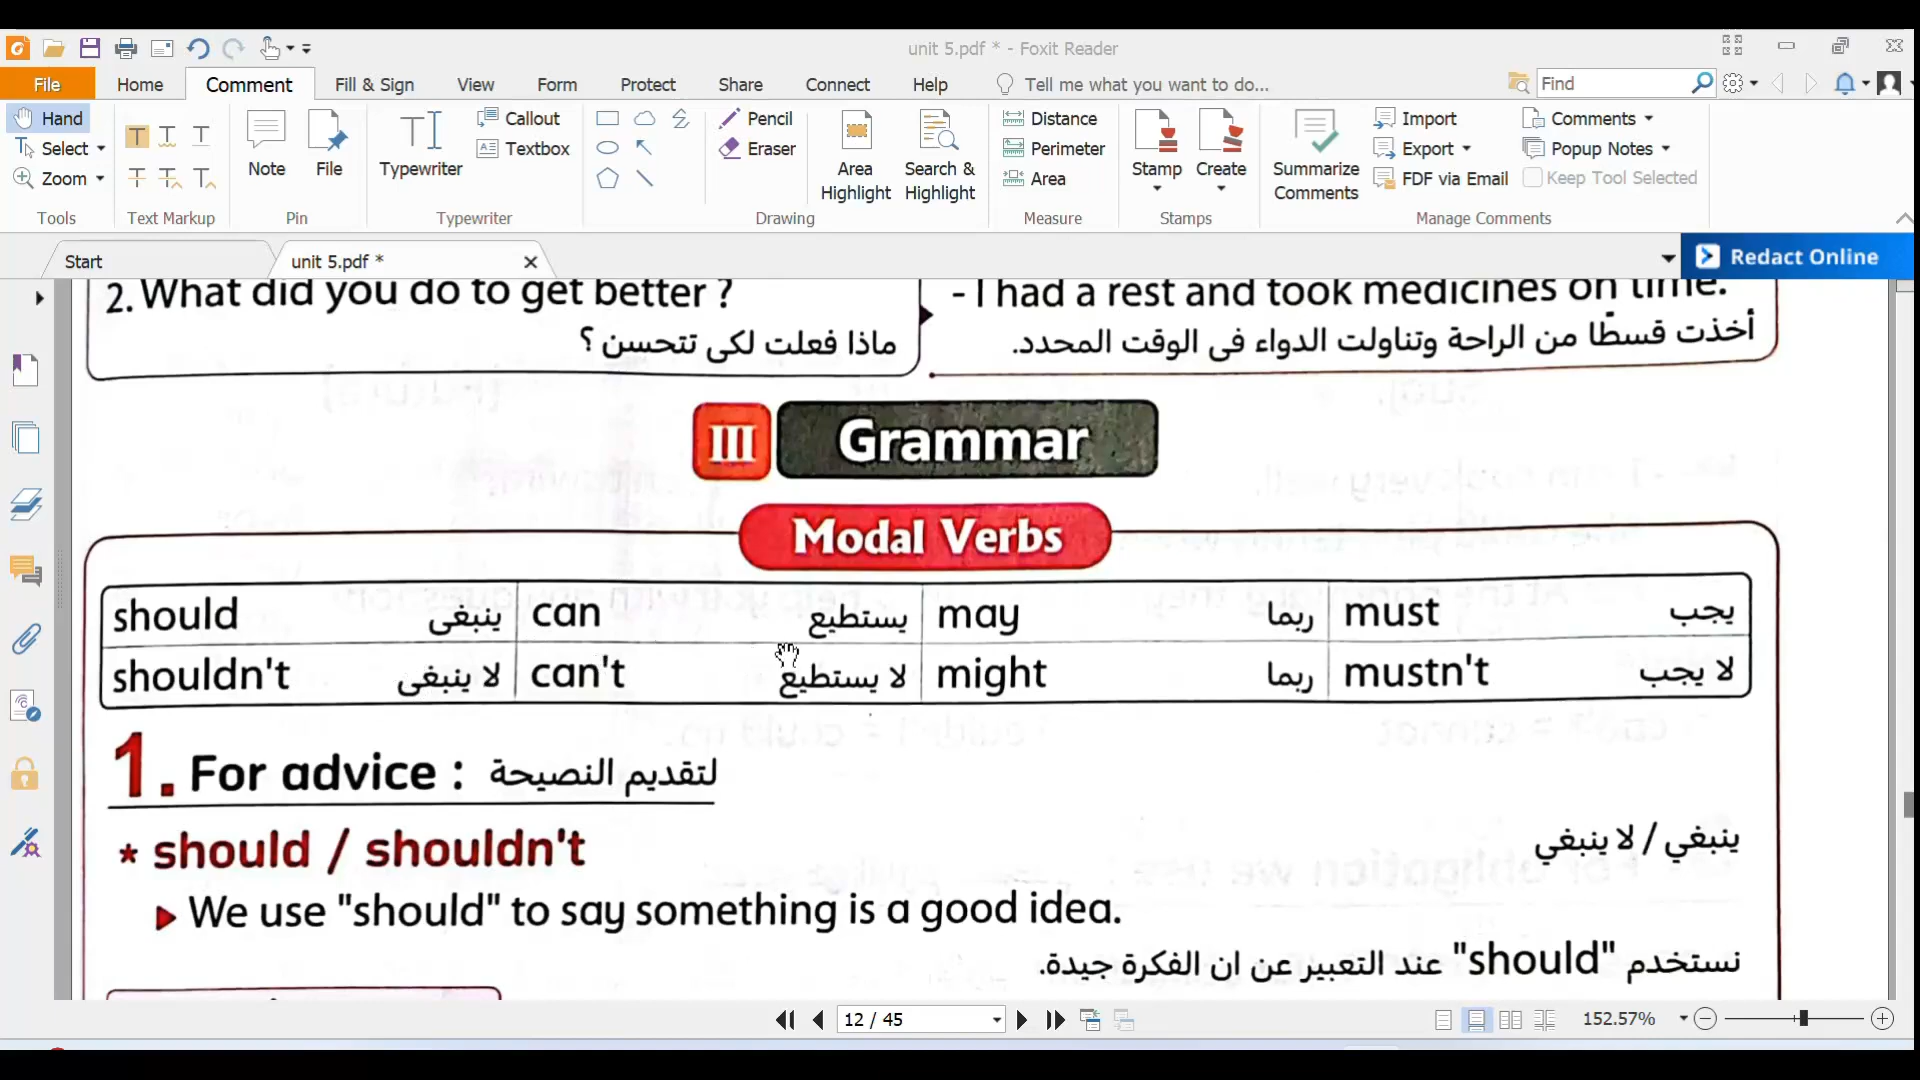 unit 5.pdf * - Foxit Reader
File Home Comment Fill & Sign View Form Protect Share Connect Help Tell me what you want to do... Find
Hand
Select
Zoom
Tools
Text Markup
Note File
Pin
Typewriter
Callout
Textbox
Typewriter
Pencil
Eraser
Area Highlight
Search & Highlight
Drawing
Distance
Perimeter
Area
Measure
Stamp Create
Stamps
Summarize Comments
Import
Export
FDF via Email
Comments
Popup Notes
Keep Tool Selected
Manage Comments
Start unit 5.pdf * Redact Online
2. What did you do to get better ?
ماذا فعلت لكى تتحسن ؟
- I had a rest and took medicines on time.
أخذت قسطًا من الراحة وتناولت الدواء فى الوقت المحدد.
III Grammar
Modal Verbs
should ينبغى can يستطيع may ربما must يجب
shouldn't لا ينبغى can't لا يستطيع might ربما mustn't لا يجب
1. For advice : لتقديم النصيحة
* should / shouldn't ينبغي / لا ينبغي
We use "should" to say something is a good idea.
نستخدم "should" عند التعبير عن ان الفكرة جيدة.
12 / 45 152.57%